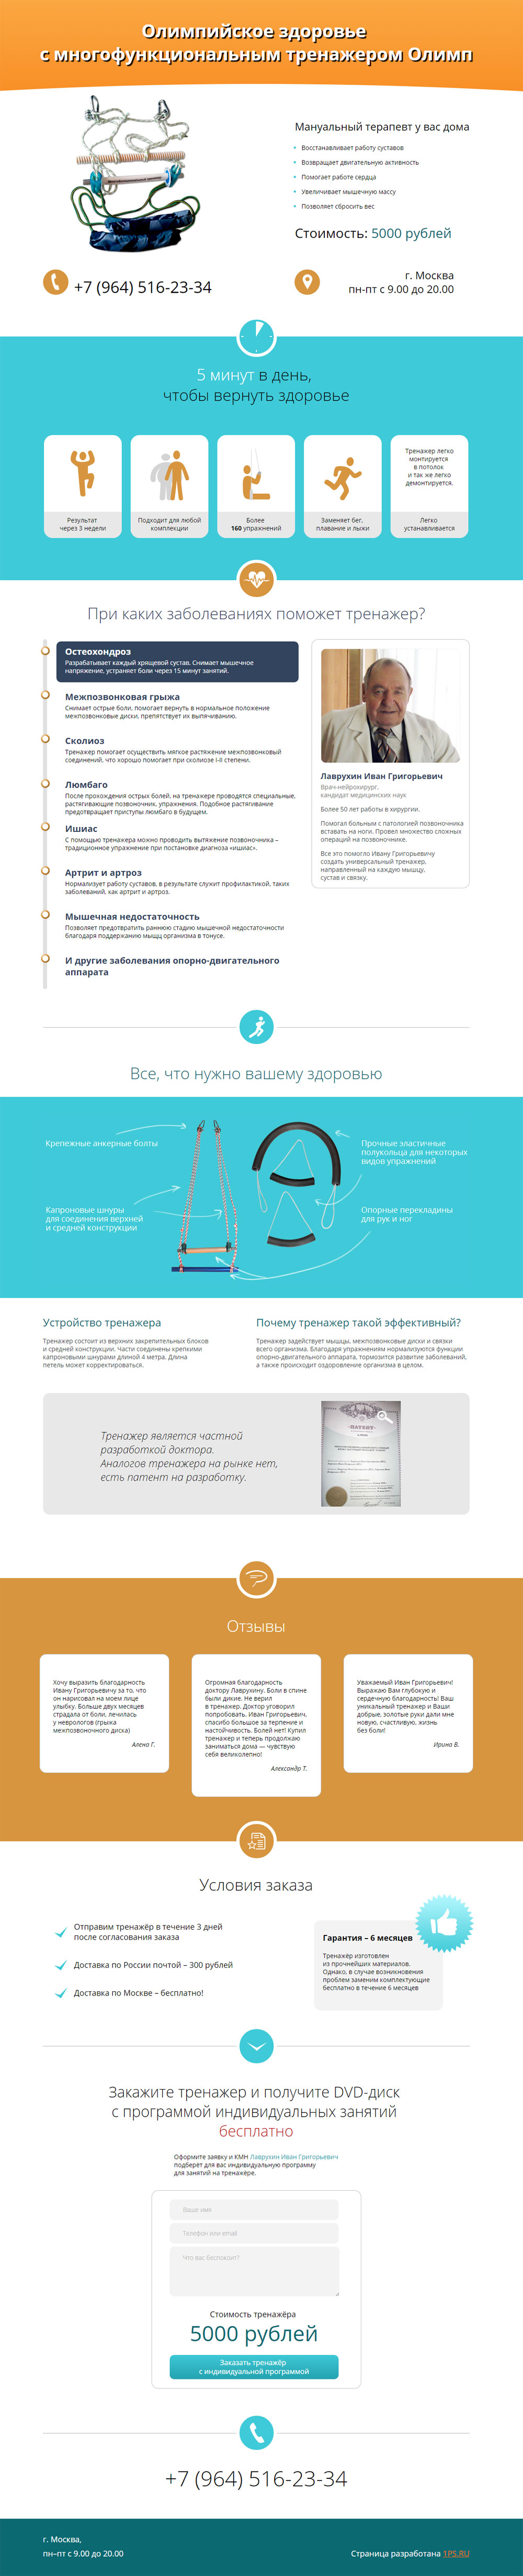 Олимпийское здоровье
с многофункциональным тренажером Олимп
Мануальный терапевт у вас дома
Восстанавливает работу суставов
Возвращает двигательную активность
Помогает работе сердца
Увеличивает мышечную массу
Позволяет сбросить вес
Стоимость: 5000 рублей
+7 (964) 516-23-34
г. Москва
пн-пт с 9.00 до 20.00
5 минут в день,
чтобы вернуть здоровье
Результат
через 3 недели
Подходит для любой
комплекции
Более
160 упражнений
Заменяет бег,
плавание и лыжи
Тренажер легко
монтируется
в потолок
и так же легко
демонтируется.
Легко
устанавливается
При каких заболеваниях поможет тренажер?
Остеохондроз
Разрабатывает каждый хрящевой сустав. Снимает мышечное
напряжение, устраняет боли через 15 минут занятий.
Межпозвонковая грыжа
Снимает острые боли, помогает вернуть в нормальное положение
межпозвонковые диски, препятствует их выпячиванию.
Сколиоз
Тренажер помогает осуществить мягкое растяжение межпозвонковый
соединений, что хорошо помогает при сколиозе I-II степени.
Люмбаго
После прохождения острых болей, на тренажере проводятся специальные,
растягивающие позвоночник, упражнения. Подобное растягивание
предотвращает приступы люмбаго в будущем.
Ишиас
С помощью тренажера можно проводить вытяжение позвоночника –
традиционное упражнение при постановке диагноза «ишиас».
Артрит и артроз
Нормализует работу суставов, в результате служит профилактикой, таких
заболеваний, как артрит и артроз.
Мышечная недостаточность
Позволяет предотвратить раннюю стадию мышечной недостаточности
благодаря поддержанию мыщц организма в тонусе.
И другие заболевания опорно-двигательного
аппарата
Лаврухин Иван Григорьевич
Врач-нейрохирург,
кандидат медицинских наук
Более 50 лет работы в хирургии.
Помогал больным с патологией позвоночника
вставать на ноги. Провел множество сложных
операций на позвоночнике.
Все это помогло Ивану Григорьевичу
создать универсальный тренажер,
направленный на каждую мышцу,
сустав и связку.
Все, что нужно вашему здоровью
Крепежные анкерные болты
Капроновые шнуры
для соединения верхней
и средней конструкции
Прочные эластичные
полукольца для некоторых
видов упражнений
Опорные перекладины
для рук и ног
Устройство тренажера
Тренажер состоит из верхних закрепительных блоков
и средней конструкции. Части соединены крепкими
капроновыми шнурами длиной 4 метра. Длина
петель может корректироваться.
Почему тренажер такой эффективный?
Тренажер задействует мышцы, межпозвонковые диски и связки
всего организма. Благодаря упражнениям нормализуются функции
опорно-двигательного аппарата, тормозится развитие заболеваний,
а также происходит оздоровление организма в целом.
Тренажер является частной
разработкой доктора.
Аналогов тренажера на рынке нет,
есть патент на разработку.
ПАТЕНТ
Отзывы
Хочу выразить благодарность
Ивану Григорьевичу за то, что
он нарисовал на моем лице
улыбку. Больше двух месяцев
страдала от боли, лечилась
у неврологов (грыжа
межпозвоночного диска)
Алена Г.
Огромная благодарность
доктору Лаврухину. Боли в спине
были дикие. Не верил
в тренажер. Доктор уговорил
попробовать. Иван Григорьевич,
спасибо большое за терпение и
настойчивость. Болей нет! Купил
тренажер и теперь продолжаю
заниматься дома — чувствую
себя великолепно!
Александр Т.
Уважаемый Иван Григорьевич!
Выражаю Вам глубокую и
сердечную благодарность! Ваш
уникальный тренажер и Ваши
добрые, золотые руки дали мне
новую, счастливую, жизнь
без боли!
Ирина В.
Условия заказа
Отправим тренажёр в течение 3 дней
после согласования заказа
Доставка по России почтой – 300 рублей
Доставка по Москве – бесплатно!
Гарантия – 6 месяцев
Тренажёр изготовлен
из прочнейших материалов.
Однако, в случае возникновения
проблем заменим комплектующие
бесплатно в течение 6 месяцев
Закажите тренажер и получите DVD-диск
с программой индивидуальных занятий
бесплатно
Оформите заявку и КМН Лаврухин Иван Григорьевич
подберёт для вас индивидуальную программу
для занятий на тренажёре.
Ваше имя
Телефон или email
Что вас беспокоит?
Стоимость тренажёра
5000 рублей
Заказать тренажёр
с индивидуальной программой
+7 (964) 516-23-34
г. Москва,
пн–пт с 9.00 до 20.00
Страница разработана 1PS.RU